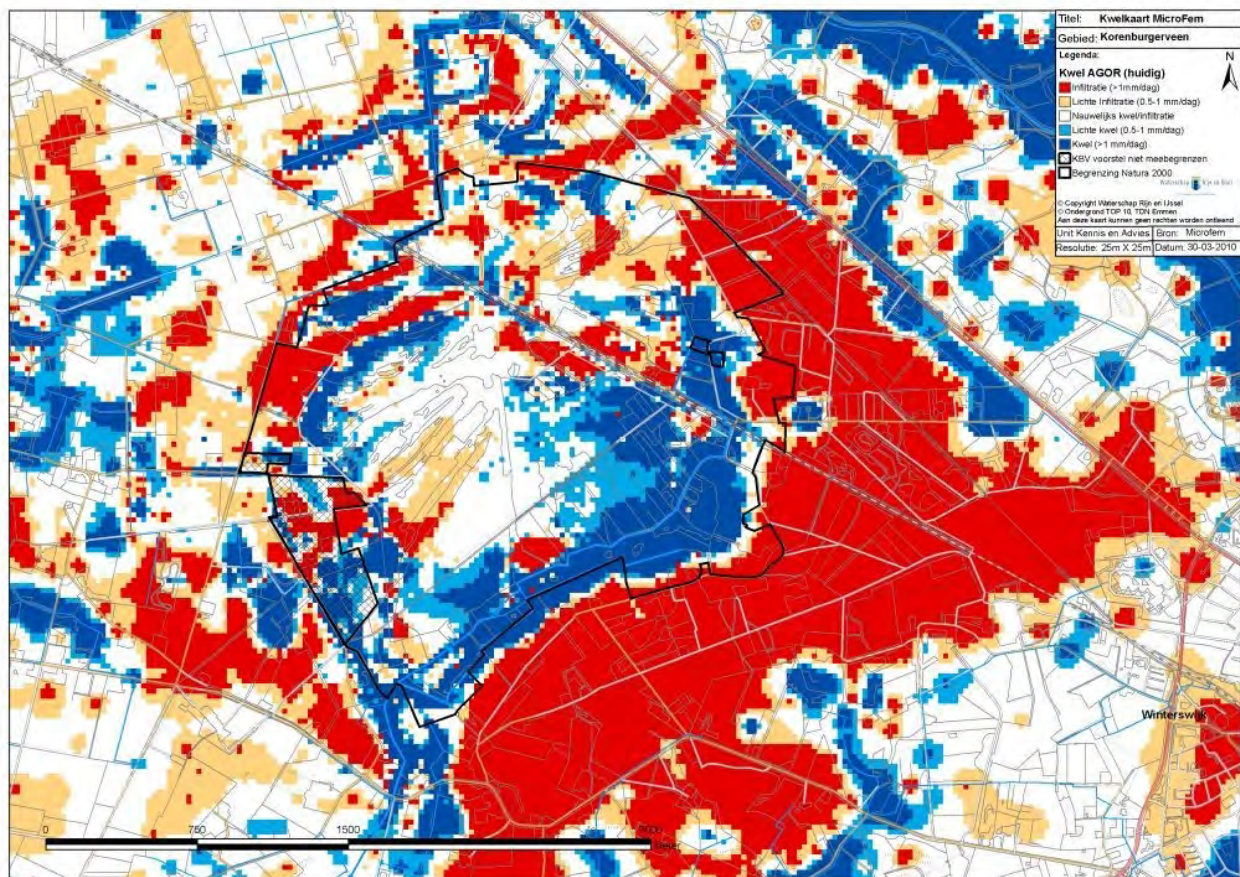 Titel: Kwelkaart MicroFem
Gebied: Korenburgerveen
Legenda:
N
Kwel AGOR (huidig)
Infiltratie (>1mm/dag)
Lichte Infiltratie (0.5-1 mm/dag)
Nauwelijks kwel/infiltratie
Lichte kwel (0.5-1 mm/dag)
Kwel (>1 mm/dag)
KBV voorstel niet meebegrenzen
Begrenzing Natura 2000
Waterschap Rijn en IJssel
© Copyright Waterschap Rijn en IJssel
© Ondergrond TOP 10, TDN Emmen
Aan deze kaart kunnen geen rechten worden ontleend
Unit Kennis en Advies Bron: Microfem
Resolutie: 25m X 25m Datum: 30-03-2010
Winterswijk
0 750 1500 3000
Meter